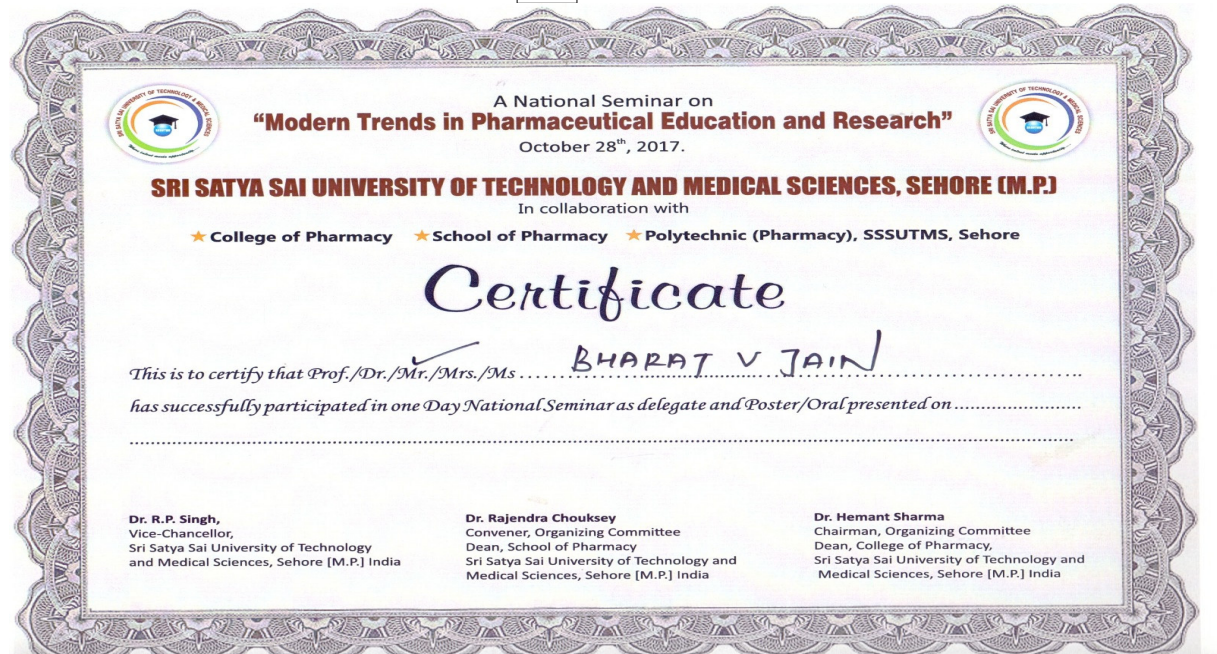 A National Seminar on
"Modern Trends in Pharmaceutical Education and Research"
October 28th, 2017.
SRI SATYA SAI UNIVERSITY OF TECHNOLOGY AND MEDICAL SCIENCES, SEHORE (M.P.)
In collaboration with
★ College of Pharmacy ★ School of Pharmacy ★ Polytechnic (Pharmacy), SSSUTMS, Sehore
Certificate
This is to certify that Prof./Dr./Mr./Mrs./Ms ...... BHARAT V JAIN ......
has successfully participated in one Day National Seminar as delegate and Poster/Oral presented on ......................
Dr. R.P. Singh,
Vice-Chancellor,
Sri Satya Sai University of Technology
and Medical Sciences, Sehore [M.P.] India
Dr. Rajendra Chouksey
Convener, Organizing Committee
Dean, School of Pharmacy
Sri Satya Sai University of Technology and
Medical Sciences, Sehore [M.P.] India
Dr. Hemant Sharma
Chairman, Organizing Committee
Dean, College of Pharmacy,
Sri Satya Sai University of Technology and
Medical Sciences, Sehore [M.P.] India